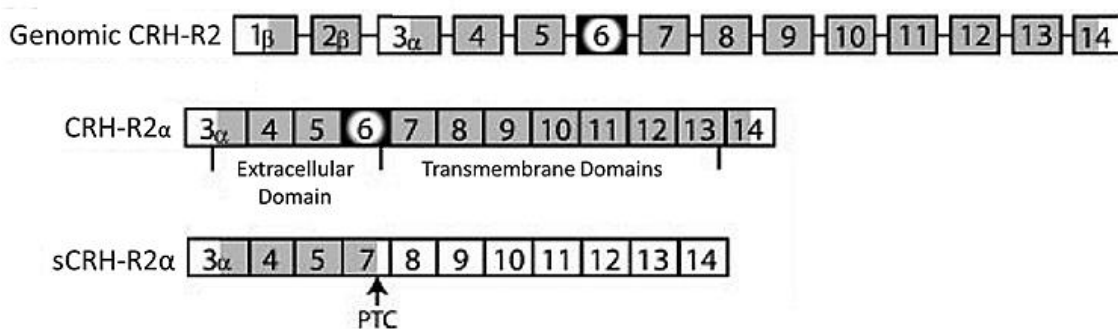 Genomic CRH-R2 1β 2β 3α 4 5 6 7 8 9 10 11 12 13 14
CRH-R2α 3α 4 5 6 7 8 9 10 11 12 13 14
Extracellular Transmembrane Domains
Domain
sCRH-R2α 3α 4 5 7 8 9 10 11 12 13 14
PTC